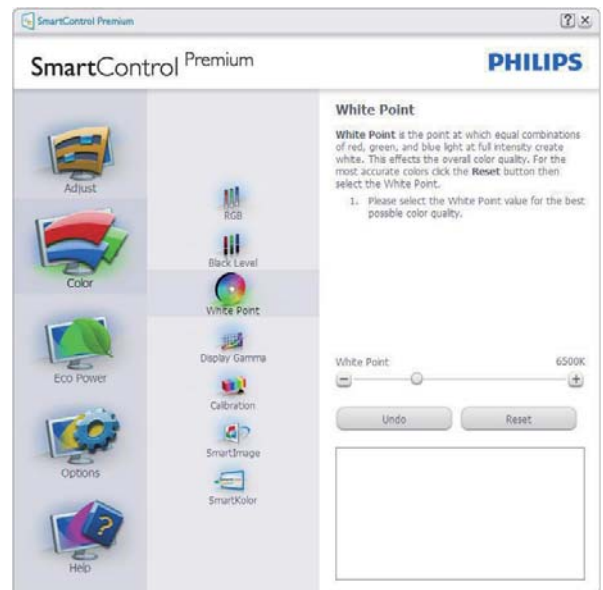 SmartControl Premium
SmartControl Premium
PHILIPS
Adjust
Color
Eco Power
Options
Help
RGB
Black Level
White Point
Display Gamma
Calibration
SmartImage
SmartKolor
White Point
White Point is the point at which equal combinations
of red, green, and blue light at full intensity create
white. This effects the overall color quality. For the
most accurate colors click the Reset button then
select the White Point.
1. Please select the White Point value for the best
possible color quality.
White Point 6500K
Undo Reset